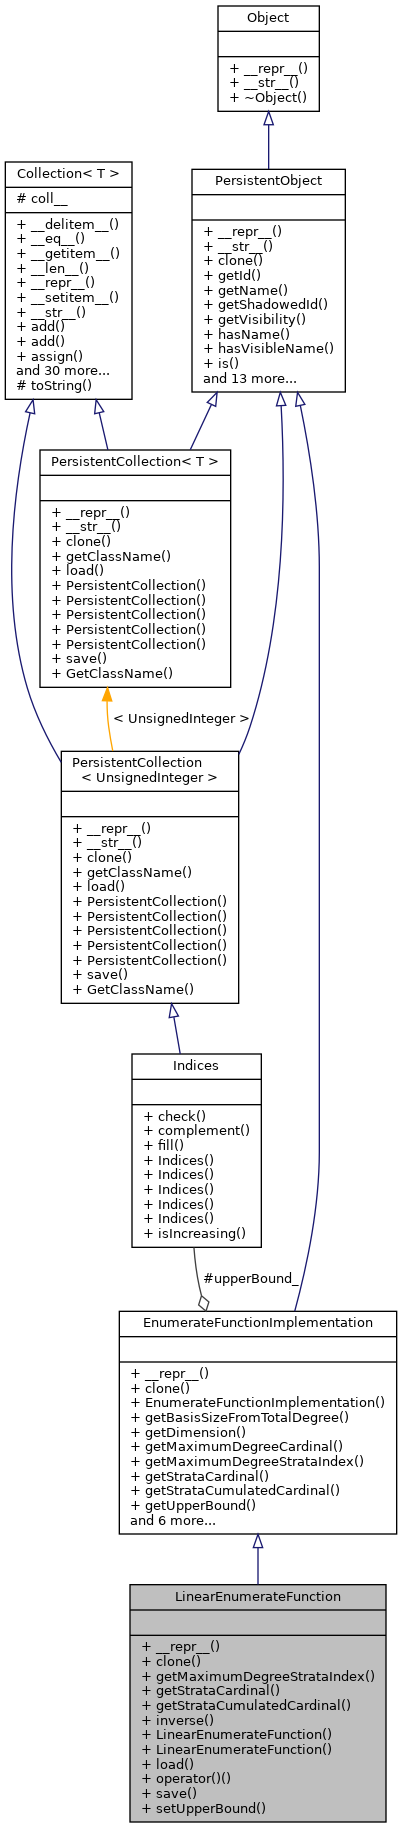 Object
+ __repr__()
+ __str__()
+ ~Object()
Collection< T >
# coll__
+ __delitem__()
+ __eq__()
+ __getitem__()
+ __len__()
+ __repr__()
+ __setitem__()
+ __str__()
+ add()
+ add()
+ assign()
and 30 more...
# toString()
PersistentObject
+ __repr__()
+ __str__()
+ clone()
+ getId()
+ getName()
+ getShadowedId()
+ getVisibility()
+ hasName()
+ hasVisibleName()
+ is()
and 13 more...
PersistentCollection< T >
+ __repr__()
+ __str__()
+ clone()
+ getClassName()
+ load()
+ PersistentCollection()
+ PersistentCollection()
+ PersistentCollection()
+ PersistentCollection()
+ PersistentCollection()
+ save()
+ GetClassName()
< UnsignedInteger >
PersistentCollection
< UnsignedInteger >
+ __repr__()
+ __str__()
+ clone()
+ getClassName()
+ load()
+ PersistentCollection()
+ PersistentCollection()
+ PersistentCollection()
+ PersistentCollection()
+ PersistentCollection()
+ save()
+ GetClassName()
Indices
+ check()
+ complement()
+ fill()
+ Indices()
+ Indices()
+ Indices()
+ Indices()
+ Indices()
+ isIncreasing()
#upperBound_
EnumerateFunctionImplementation
+ __repr__()
+ clone()
+ EnumerateFunctionImplementation()
+ getBasisSizeFromTotalDegree()
+ getDimension()
+ getMaximumDegreeCardinal()
+ getMaximumDegreeStrataIndex()
+ getStrataCardinal()
+ getStrataCumulatedCardinal()
+ getUpperBound()
and 6 more...
LinearEnumerateFunction
+ __repr__()
+ clone()
+ getMaximumDegreeStrataIndex()
+ getStrataCardinal()
+ getStrataCumulatedCardinal()
+ inverse()
+ LinearEnumerateFunction()
+ LinearEnumerateFunction()
+ load()
+ operator()()
+ save()
+ setUpperBound()